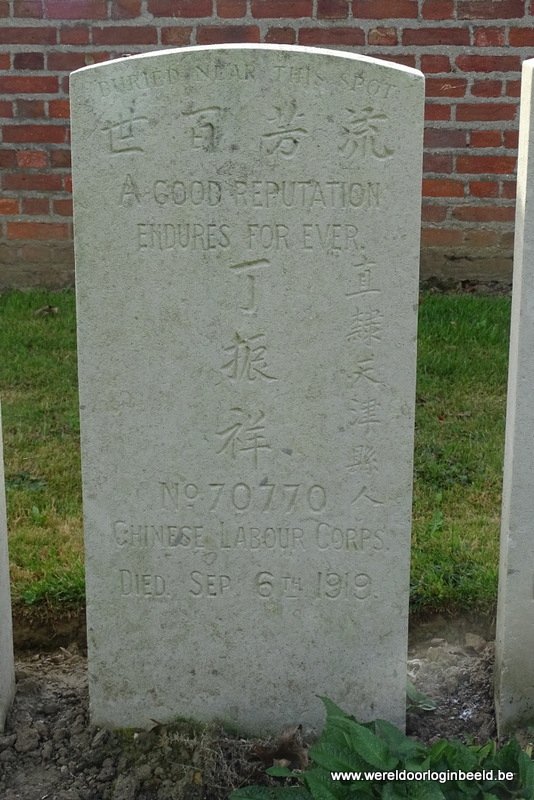 BURIED NEAR THIS SPOT
流芳百世
A GOOD REPUTATION
ENDURES FOR EVER.
直隸天津縣人
丁振祥
No 70770
CHINESE LABOUR CORPS.
DIED. SEP. 6TH 1919.
www.wereldoorloginbeeld.be